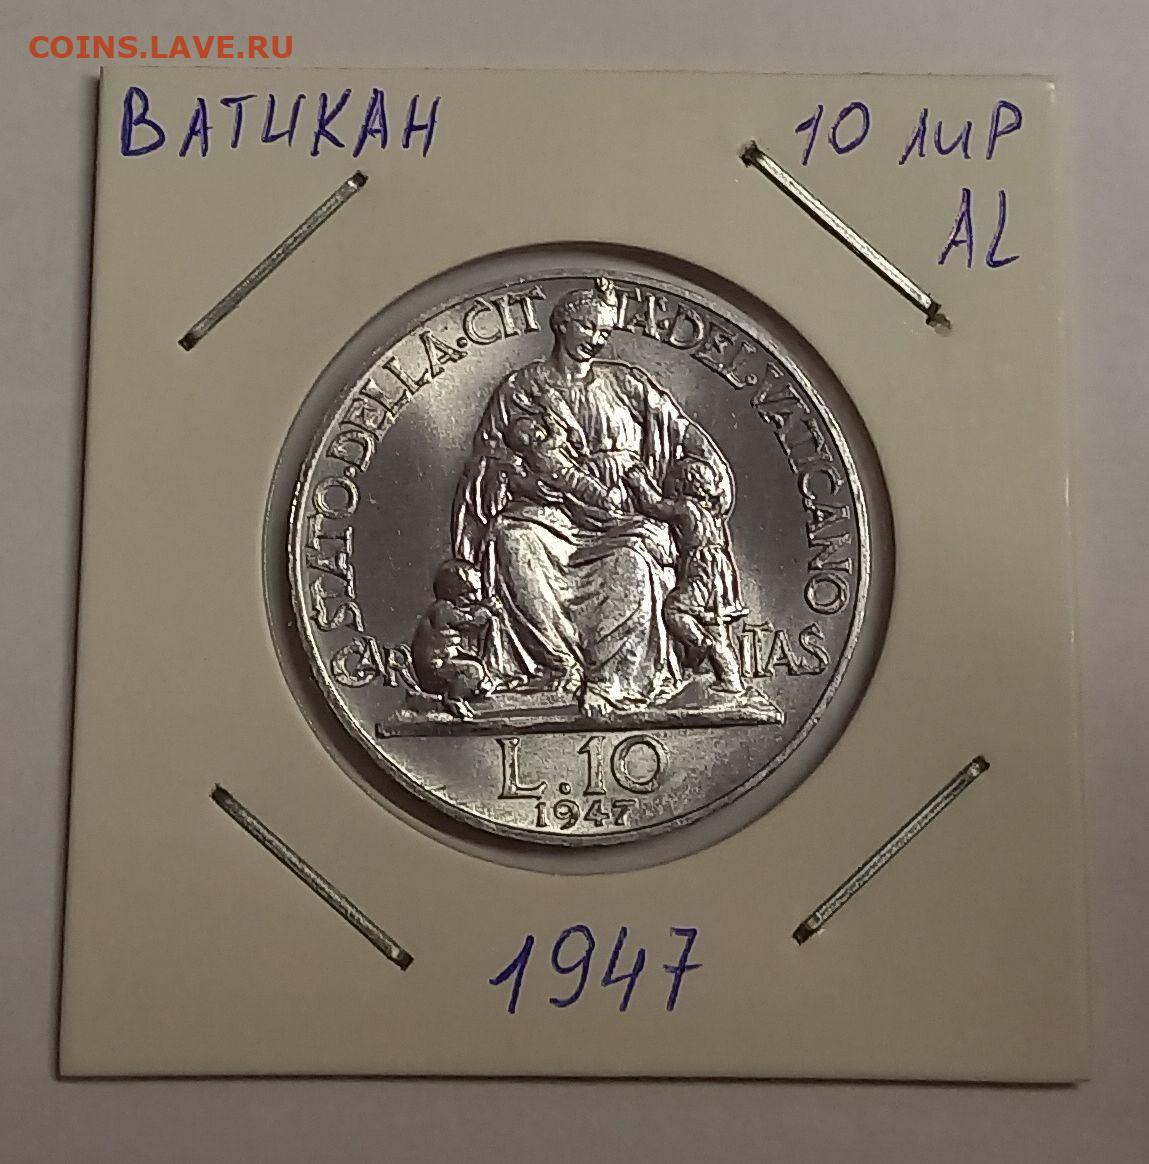 COINS.LAVE.RU
ВАТИКАН
10 ЛИР
AL
STATO·DELLA·CITTA'·DEL·VATICANO
CARITAS
L.10
1947
1947